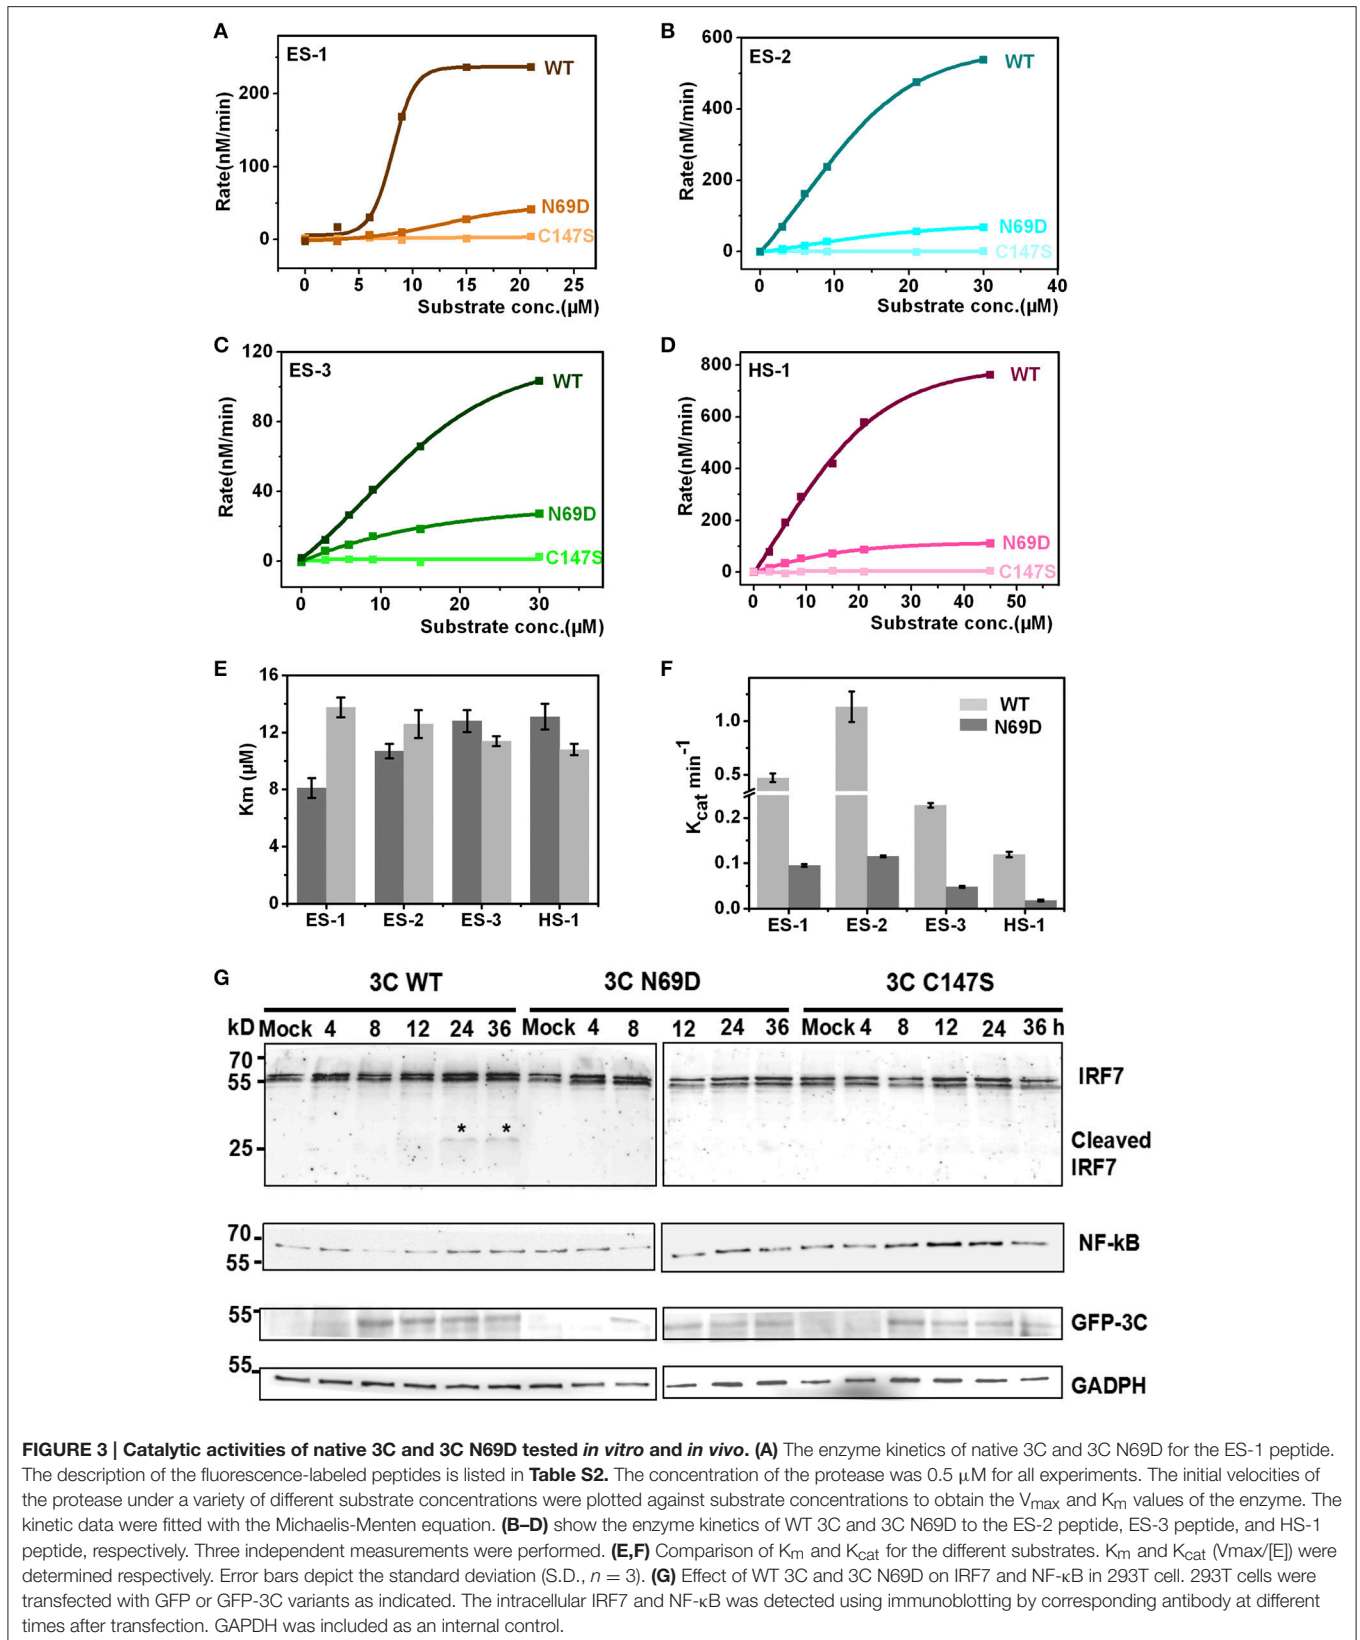 A
ES-1
WT
N69D
C147S
200
100
0
Rate(nM/min)
0 5 10 15 20 25
Substrate conc.(µM)
B
ES-2
WT
N69D
C147S
600
400
200
0
Rate(nM/min)
0 10 20 30 40
Substrate conc.(µM)
C
ES-3
WT
N69D
C147S
120
80
40
0
Rate(nM/min)
0 10 20 30
Substrate conc.(µM)
D
HS-1
WT
N69D
C147S
800
600
400
200
0
Rate(nM/min)
0 10 20 30 40 50
Substrate conc.(µM)
E
16
12
8
4
0
Km (µM)
ES-1 ES-2 ES-3 HS-1
F
WT
N69D
1.0
0.5
0.2
0.1
0.0
Kcat min-1
ES-1 ES-2 ES-3 HS-1
G
3C WT 3C N69D 3C C147S
kD Mock 4 8 12 24 36 Mock 4 8 12 24 36 Mock 4 8 12 24 36 h
70
55
IRF7
* *
25
Cleaved
IRF7
70
55
NF-kB
55
GFP-3C
55
GADPH
FIGURE 3 | Catalytic activities of native 3C and 3C N69D tested in vitro and in vivo. (A) The enzyme kinetics of native 3C and 3C N69D for the ES-1 peptide.
The description of the fluorescence-labeled peptides is listed in Table S2. The concentration of the protease was 0.5 µM for all experiments. The initial velocities of
the protease under a variety of different substrate concentrations were plotted against substrate concentrations to obtain the Vmax and Km values of the enzyme. The
kinetic data were fitted with the Michaelis-Menten equation. (B–D) show the enzyme kinetics of WT 3C and 3C N69D to the ES-2 peptide, ES-3 peptide, and HS-1
peptide, respectively. Three independent measurements were performed. (E,F) Comparison of Km and Kcat for the different substrates. Km and Kcat (Vmax/[E]) were
determined respectively. Error bars depict the standard deviation (S.D., n = 3). (G) Effect of WT 3C and 3C N69D on IRF7 and NF-κB in 293T cell. 293T cells were
transfected with GFP or GFP-3C variants as indicated. The intracellular IRF7 and NF-κB was detected using immunoblotting by corresponding antibody at different
times after transfection. GAPDH was included as an internal control.